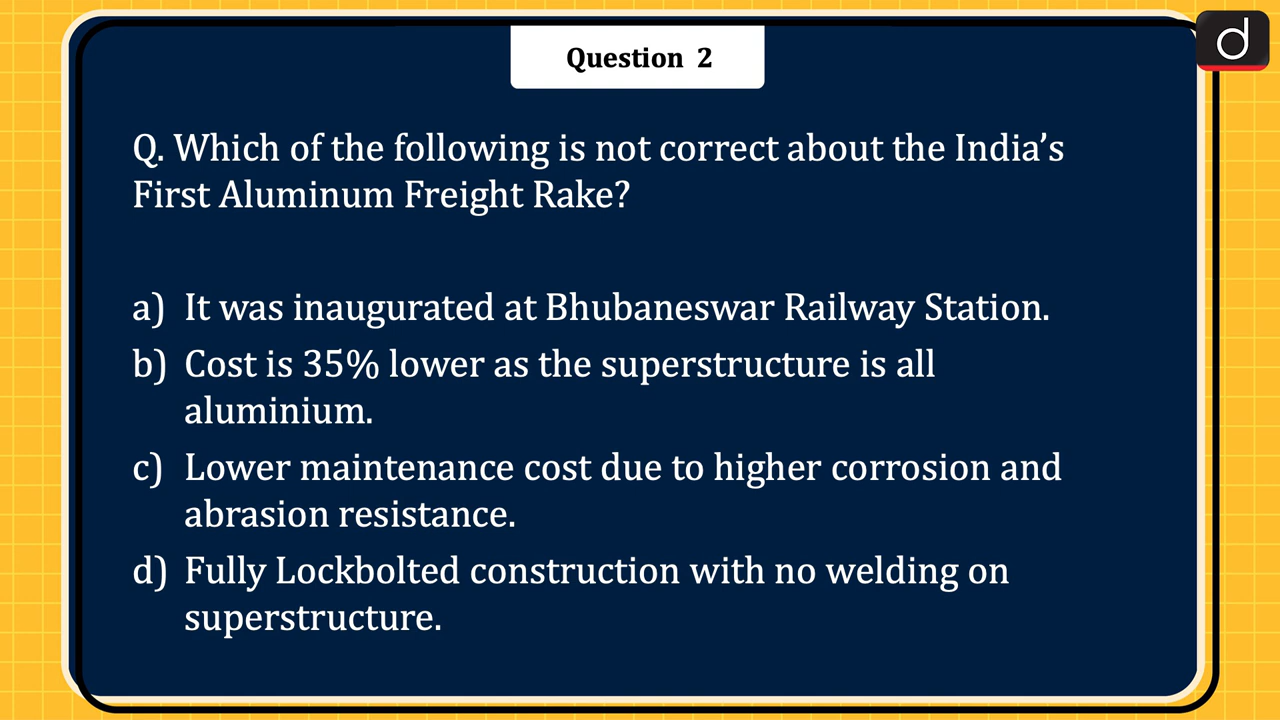 Question 2
d
Q. Which of the following is not correct about the India’s
First Aluminum Freight Rake?
a) It was inaugurated at Bhubaneswar Railway Station.
b) Cost is 35% lower as the superstructure is all
aluminium.
c) Lower maintenance cost due to higher corrosion and
abrasion resistance.
d) Fully Lockbolted construction with no welding on
superstructure.